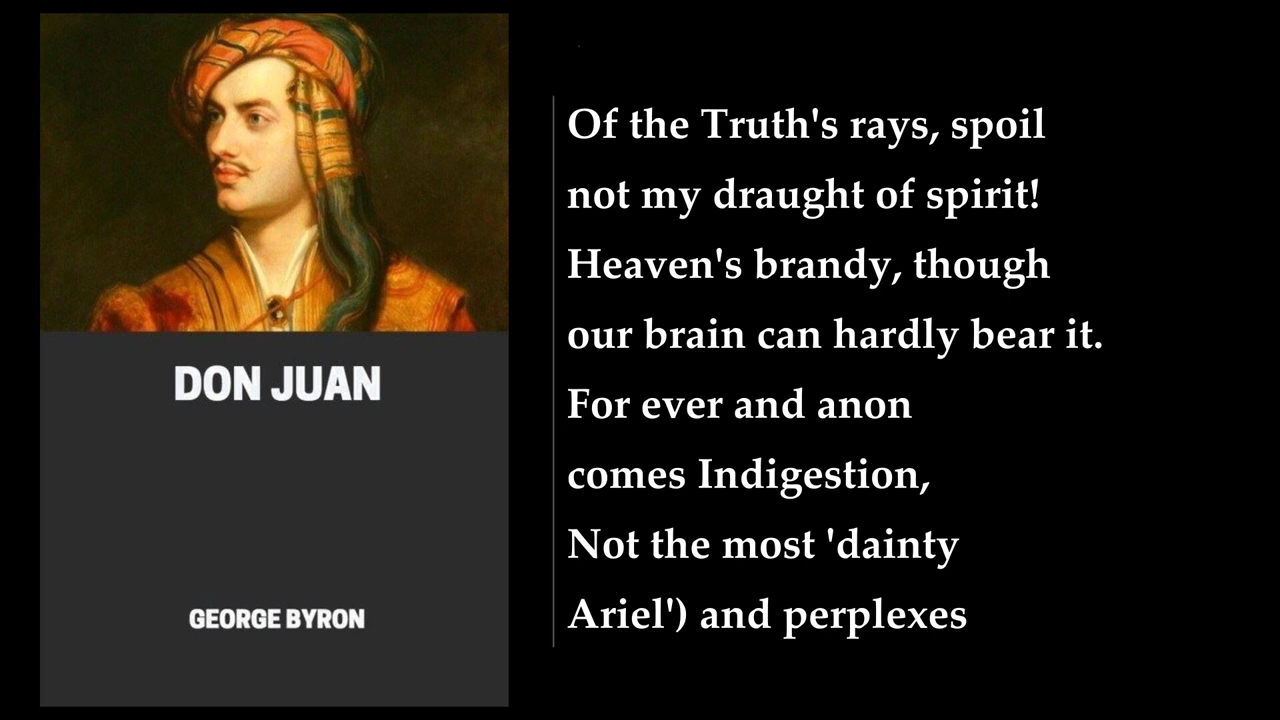 DON JUAN
GEORGE BYRON
Of the Truth's rays, spoil
not my draught of spirit!
Heaven's brandy, though
our brain can hardly bear it.
For ever and anon
comes Indigestion,
Not the most 'dainty
Ariel') and perplexes